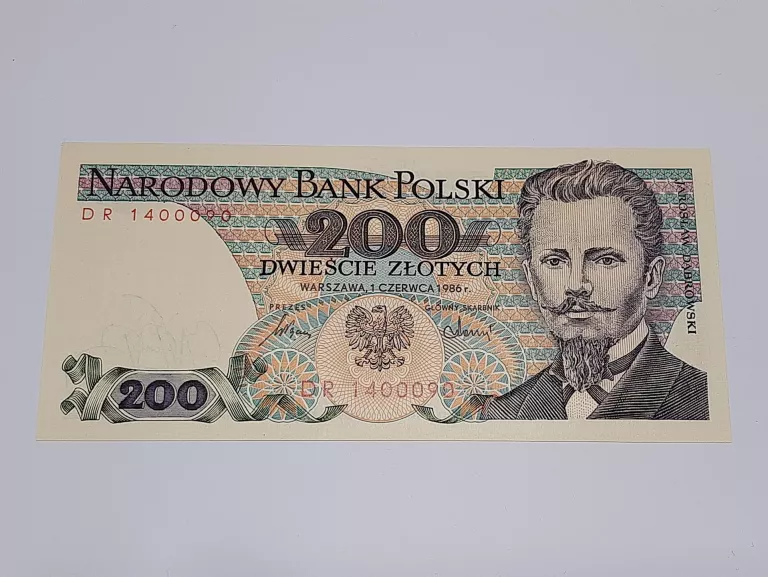 NARODOWY BANK POLSKI
DR 1400090
200
DWIEŚCIE ZŁOTYCH
WARSZAWA, 1 CZERWCA 1986 r.
PREZES
GŁÓWNY SKARBNIK
JAROSŁAW DĄBROWSKI
200
DR 1400090